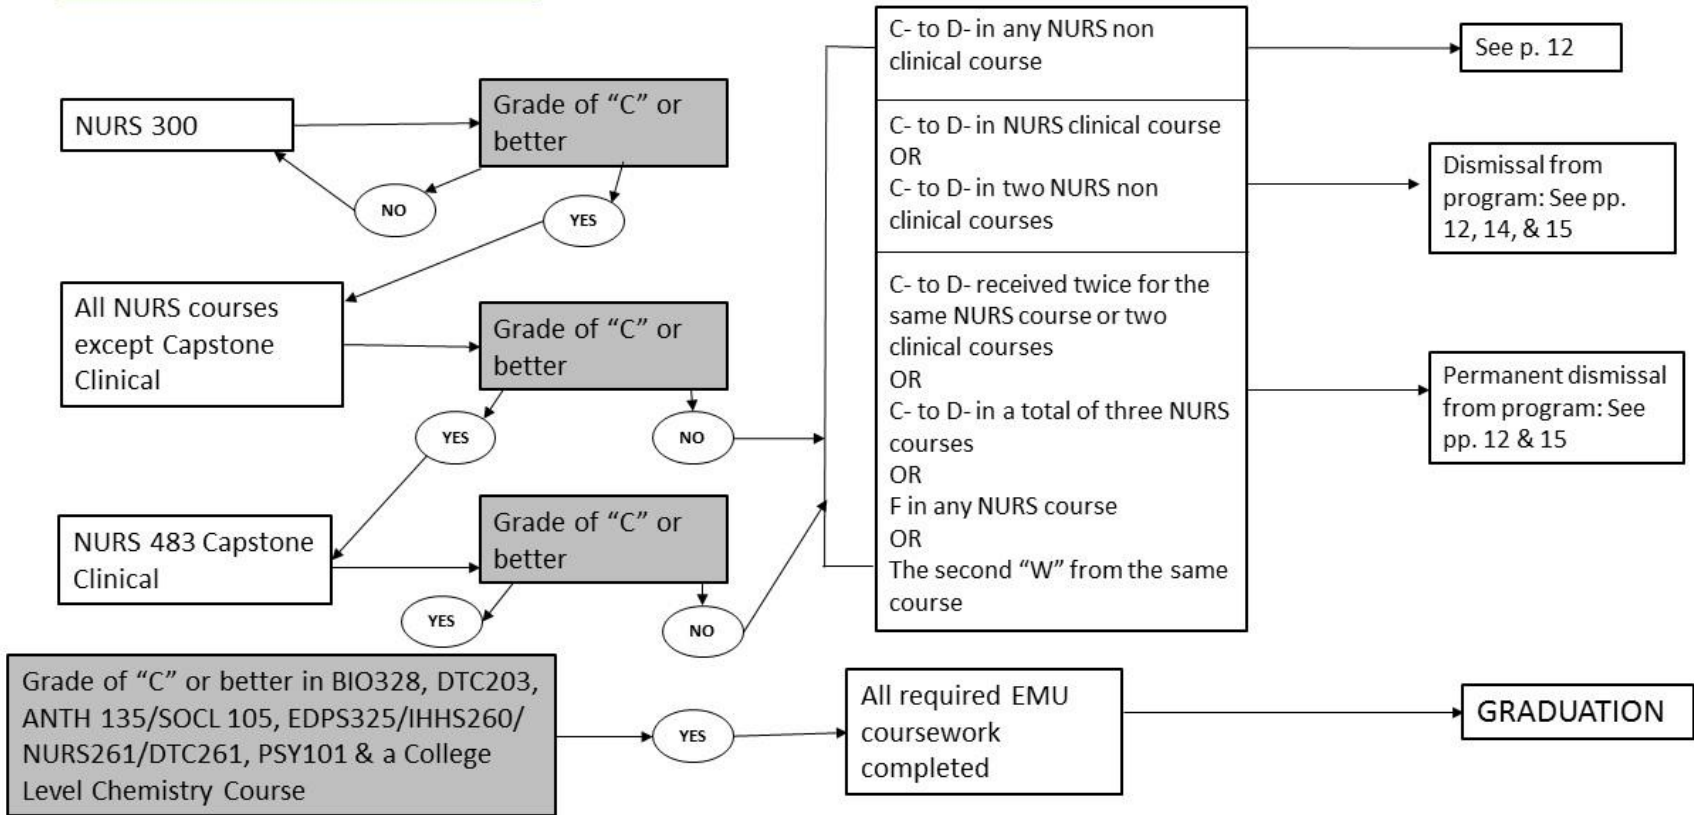 NURS 300
Grade of “C” or
better
NO
YES
All NURS courses
except Capstone
Clinical
Grade of “C” or
better
YES
NO
NURS 483 Capstone
Clinical
Grade of “C” or
better
YES
NO
C- to D- in any NURS non
clinical course
See p. 12
C- to D- in NURS clinical course
OR
C- to D- in two NURS non
clinical courses
Dismissal from
program: See pp.
12, 14, & 15
C- to D- received twice for the
same NURS course or two
clinical courses
OR
C- to D- in a total of three NURS
courses
OR
F in any NURS course
OR
The second “W” from the same
course
Permanent dismissal
from program: See
pp. 12 & 15
Grade of “C” or better in BIO328, DTC203,
ANTH 135/SOCL 105, EDPS325/IHHS260/
NURS261/DTC261, PSY101 & a College
Level Chemistry Course
YES
All required EMU
coursework
completed
GRADUATION